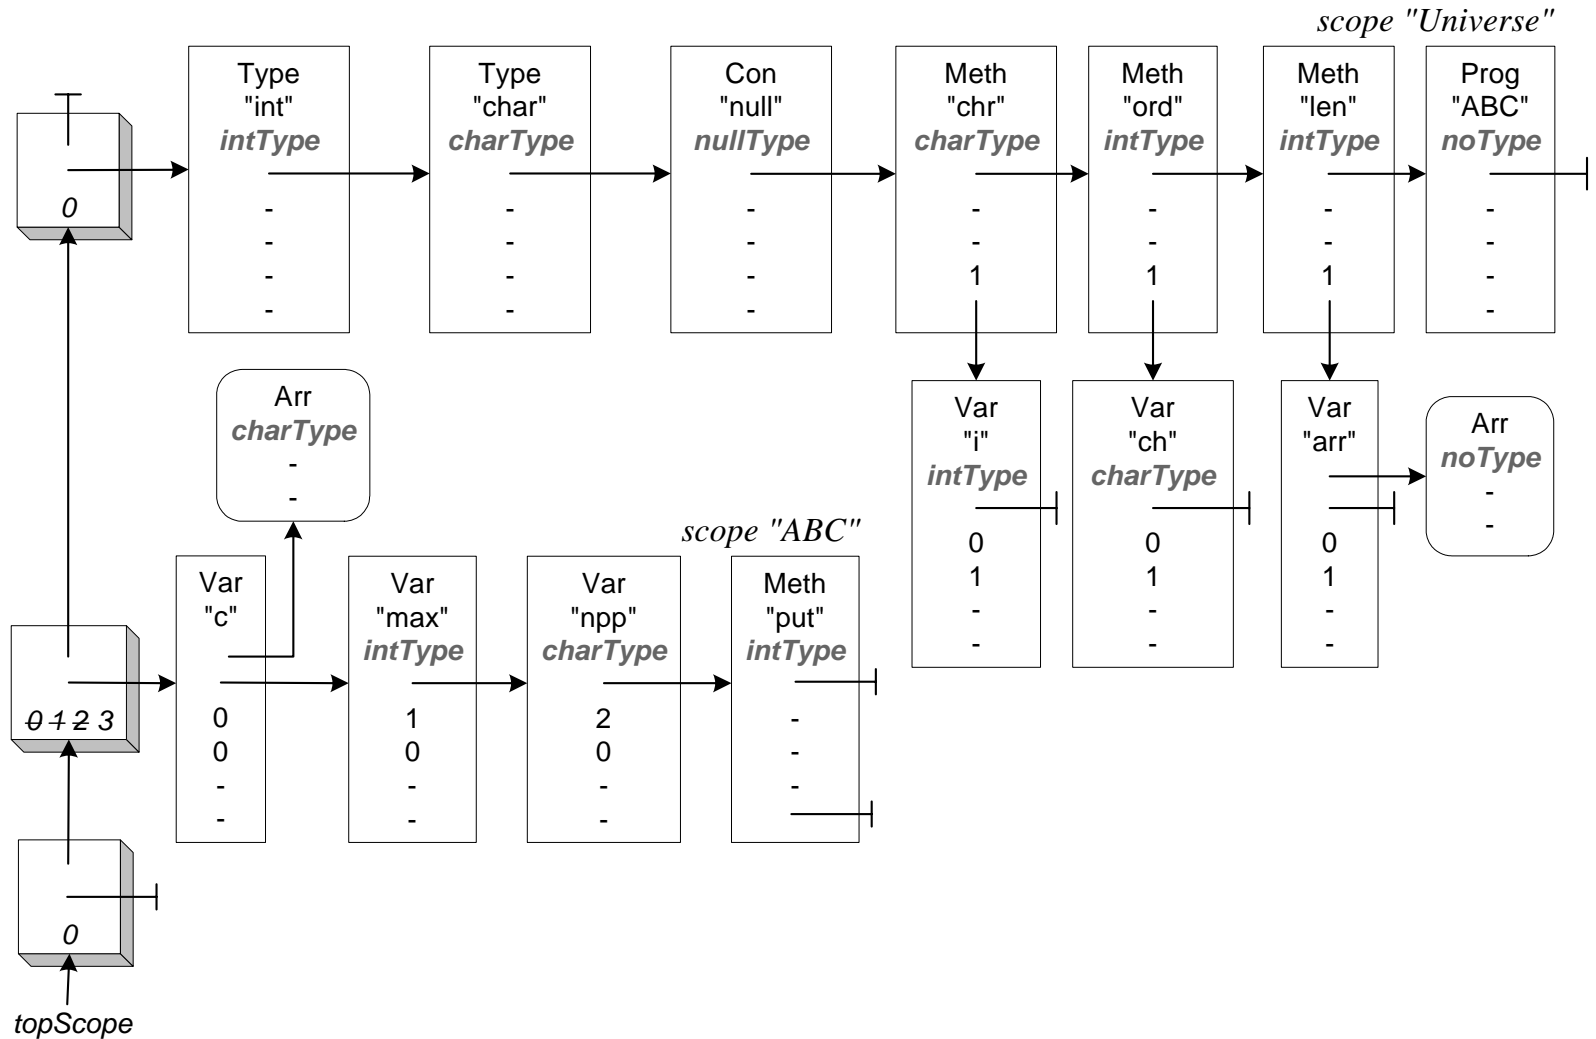 scope "Universe"
Type
"int"
intType
-
-
-
-
Type
"char"
charType
-
-
-
-
Con
"null"
nullType
-
-
-
-
Meth
"chr"
charType
-
-
1
Meth
"ord"
intType
-
-
1
Meth
"len"
intType
-
-
1
Prog
"ABC"
noType
-
-
-
-
0
Arr
charType
-
-
Var
"i"
intType
0
1
-
-
Var
"ch"
charType
0
1
-
-
Var
"arr"
0
1
-
-
Arr
noType
-
-
scope "ABC"
0 1 2 3
Var
"c"
0
0
-
-
Var
"max"
intType
1
0
-
-
Var
"npp"
charType
2
0
-
-
Meth
"put"
intType
-
-
-
0
topScope